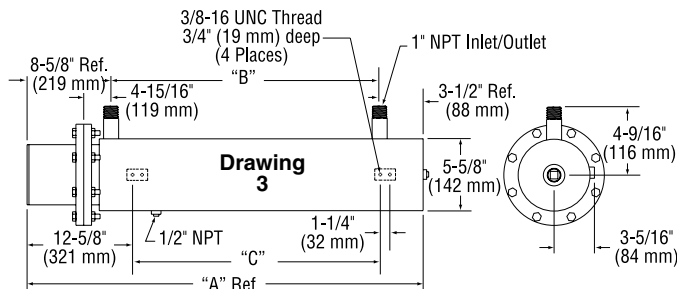 3/8-16 UNC Thread
3/4" (19 mm) deep
(4 Places)
1" NPT Inlet/Outlet
8-5/8" Ref.
(219 mm)
"B"
4-15/16"
(119 mm)
3-1/2" Ref.
(88 mm)
4-9/16"
(116 mm)
Drawing
3
5-5/8"
(142 mm)
12-5/8"
(321 mm)
1/2" NPT
1-1/4"
(32 mm)
3-5/16"
(84 mm)
"C"
"A" Ref